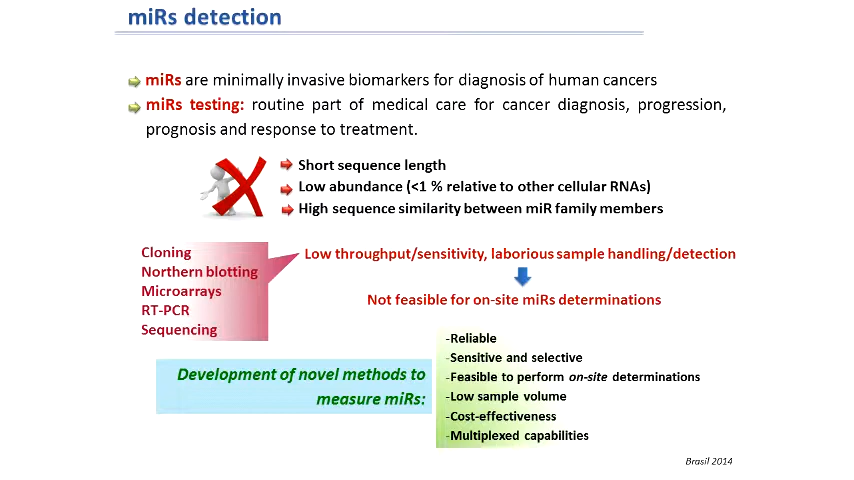 miRs detection
miRs are minimally invasive biomarkers for diagnosis of human cancers
miRs testing: routine part of medical care for cancer diagnosis, progression,
prognosis and response to treatment.
Short sequence length
Low abundance (<1 % relative to other cellular RNAs)
High sequence similarity between miR family members
Cloning
Northern blotting
Microarrays
RT-PCR
Sequencing
Low throughput/sensitivity, laborious sample handling/detection
Not feasible for on-site miRs determinations
Development of novel methods to
measure miRs:
-Reliable
-Sensitive and selective
-Feasible to perform on-site determinations
-Low sample volume
-Cost-effectiveness
-Multiplexed capabilities
Brasil 2014